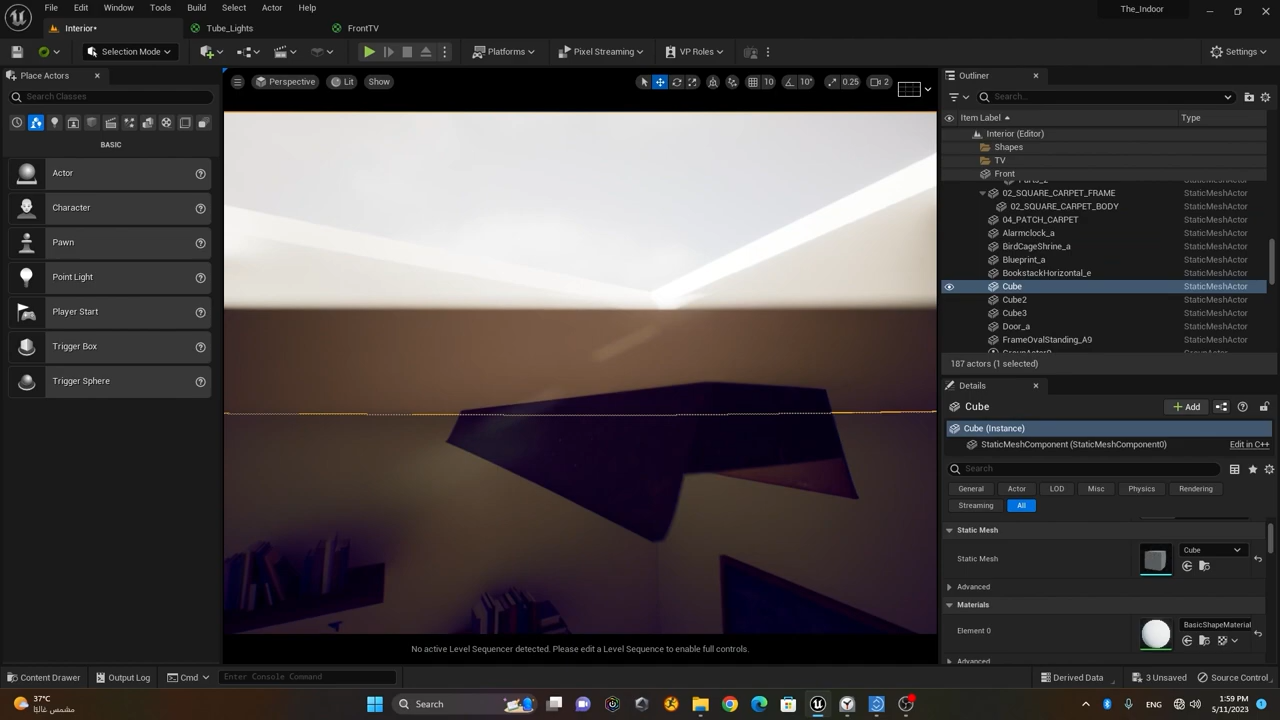 File
Edit
Window
Tools
Build
Select
Actor
Help
The_Indoor
Interior•
Tube_Lights
FrontTV
Selection Mode
Platforms
Pixel Streaming
VP Roles
Settings
Place Actors
Search Classes
BASIC
Actor
Character
Pawn
Point Light
Player Start
Trigger Box
Trigger Sphere
Perspective
Lit
Show
10
10°
0.25
2
No active Level Sequencer detected. Please edit a Level Sequence to enable full controls.
Outliner
Search...
Item Label
Type
Interior (Editor)
Shapes
TV
Front
02_SQUARE_CARPET_FRAME StaticMeshActor
02_SQUARE_CARPET_BODY StaticMeshActor
04_PATCH_CARPET StaticMeshActor
Alarmclock_a StaticMeshActor
BirdCageShrine_a StaticMeshActor
Blueprint_a StaticMeshActor
BookstackHorizontal_e StaticMeshActor
Cube StaticMeshActor
Cube2 StaticMeshActor
Cube3 StaticMeshActor
Door_a StaticMeshActor
FrameOvalStanding_A9 StaticMeshActor
187 actors (1 selected)
Details
Cube
Add
Cube (Instance)
StaticMeshComponent (StaticMeshComponent0) Edit in C++
Search
General
Actor
LOD
Misc
Physics
Rendering
Streaming
All
Static Mesh
Static Mesh
Cube
Advanced
Materials
Element 0
BasicShapeMaterial
Advanced
Content Drawer
Output Log
Cmd
Enter Console Command
Derived Data
3 Unsaved
Source Control
37°C
مشمس غالبًا
Search
ENG
1:59 PM
5/11/2023